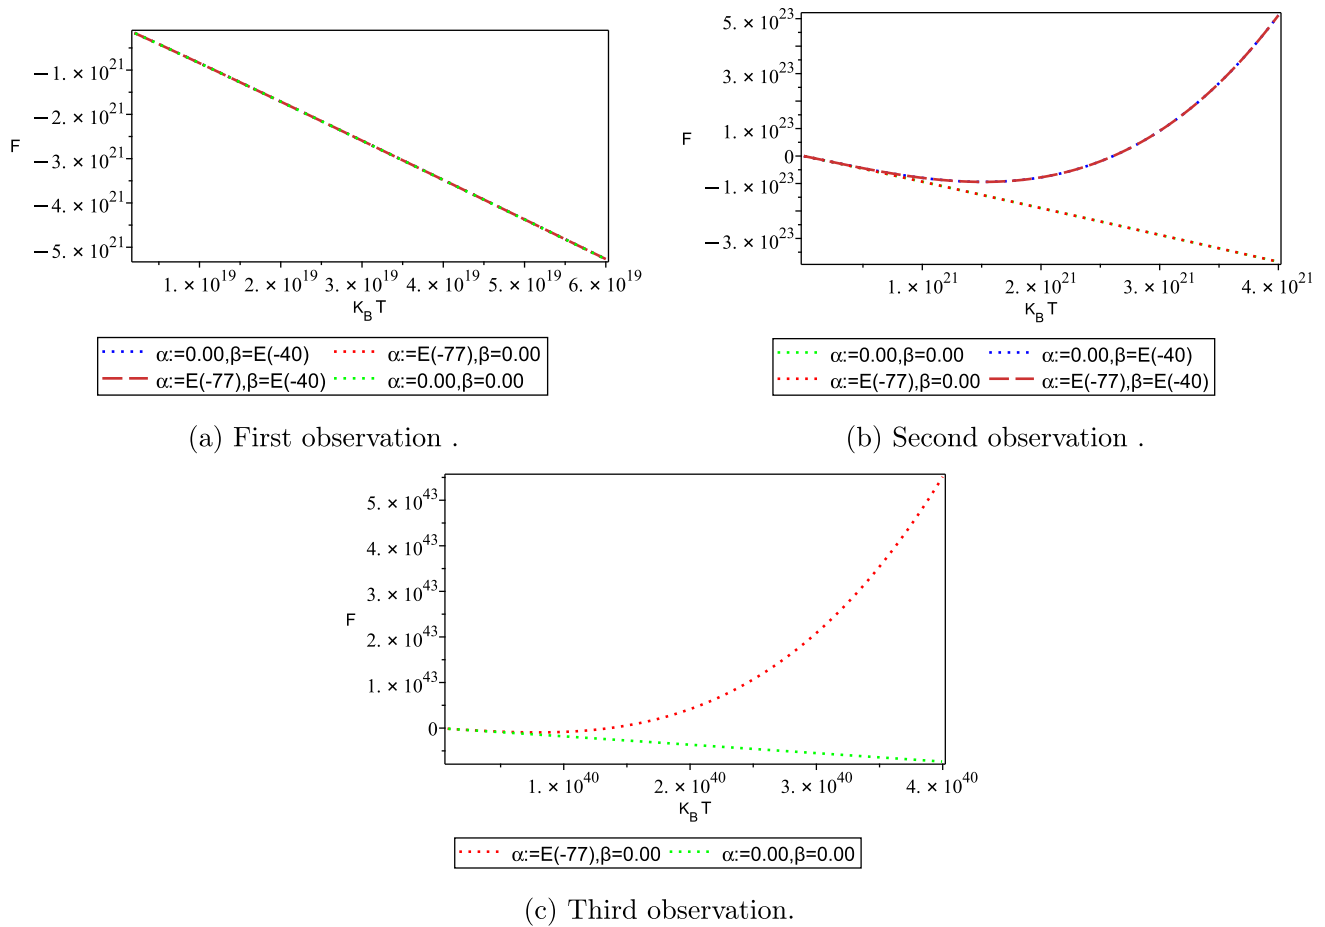 F
−1. × 10^21
−2. × 10^21
−3. × 10^21
−4. × 10^21
−5. × 10^21
1. × 10^19 2. × 10^19 3. × 10^19 4. × 10^19 5. × 10^19 6. × 10^19
K_B T
α:=0.00,β=E(-40) α:=E(-77),β=0.00
α:=E(-77),β=E(-40) α:=0.00,β=0.00
(a) First observation .
5. × 10^23
3. × 10^23
1. × 10^23
F
0
−1. × 10^23
−3. × 10^23
1. × 10^21 2. × 10^21 3. × 10^21 4. × 10^21
K_B T
α:=0.00,β=0.00 α:=0.00,β=E(-40)
α:=E(-77),β=0.00 α:=E(-77),β=E(-40)
(b) Second observation .
5. × 10^43
4. × 10^43
3. × 10^43
F
2. × 10^43
1. × 10^43
0
1. × 10^40 2. × 10^40 3. × 10^40 4. × 10^40
K_B T
α:=E(-77),β=0.00 α:=0.00,β=0.00
(c) Third observation.